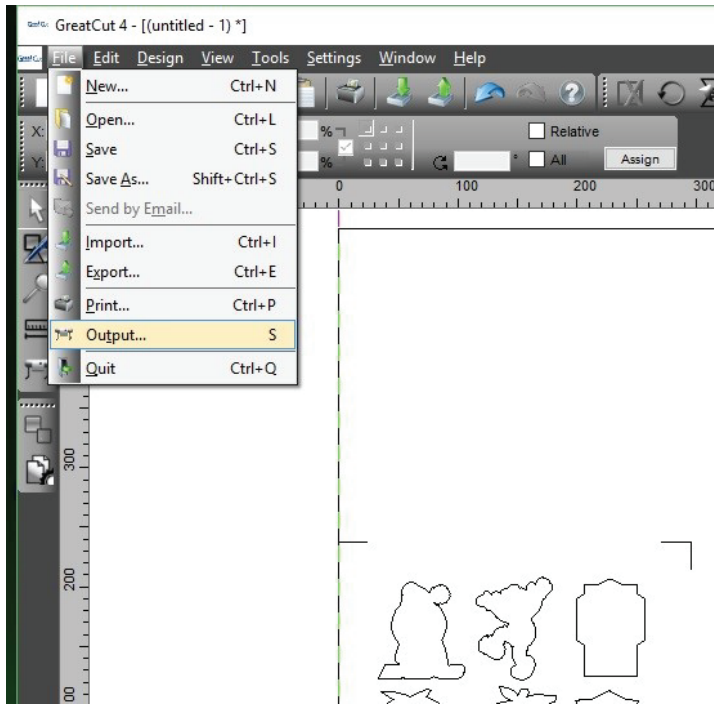 GreatCut GreatCut 4 - [(untitled - 1) *]
GreatCut File Edit Design View Tools Settings Window Help
New... Ctrl+N
Open... Ctrl+L
Save Ctrl+S
Save As... Shift+Ctrl+S
Send by Email...
Import... Ctrl+I
Export... Ctrl+E
Print... Ctrl+P
Output... S
Quit Ctrl+Q
X: % Relative
Y: % ° All Assign
0 100 200 300
300
200
00